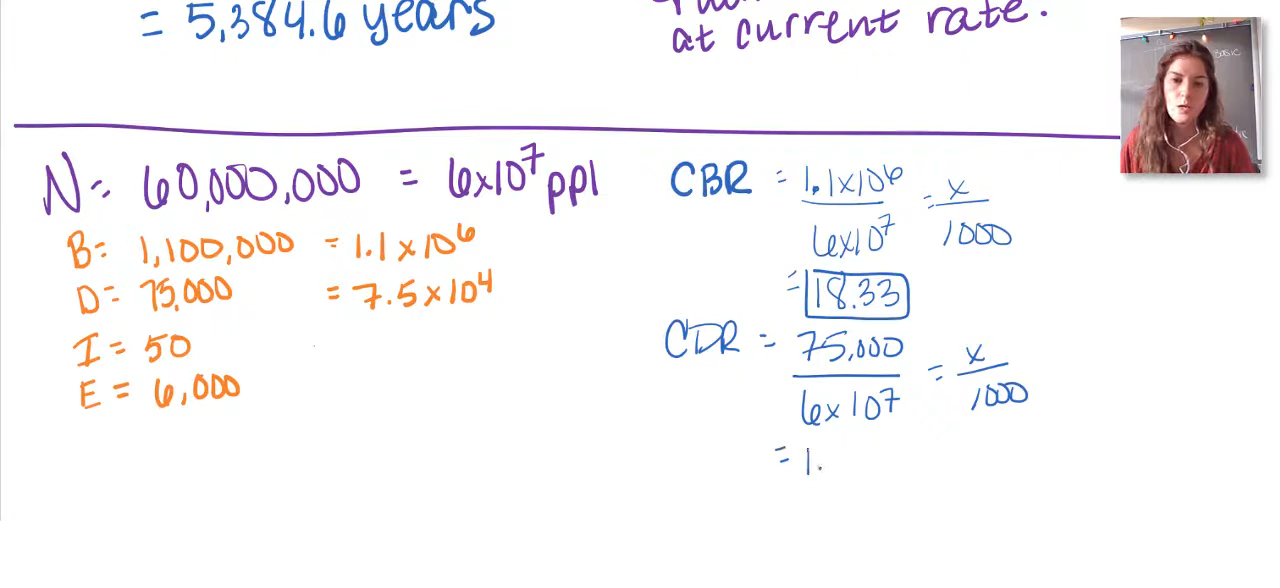 = 5,384.6 years
at current rate.
N = 60,000,000 = 6x10⁷ ppl
B = 1,100,000 = 1.1 x 10⁶
D = 75,000 = 7.5 x 10⁴
I = 50
E = 6,000
CBR = 1.1x10⁶ / 6x10⁷ = x / 1000
= 18.33
CDR = 75,000 / 6x10⁷ = x / 1000
= 1.
BASIC